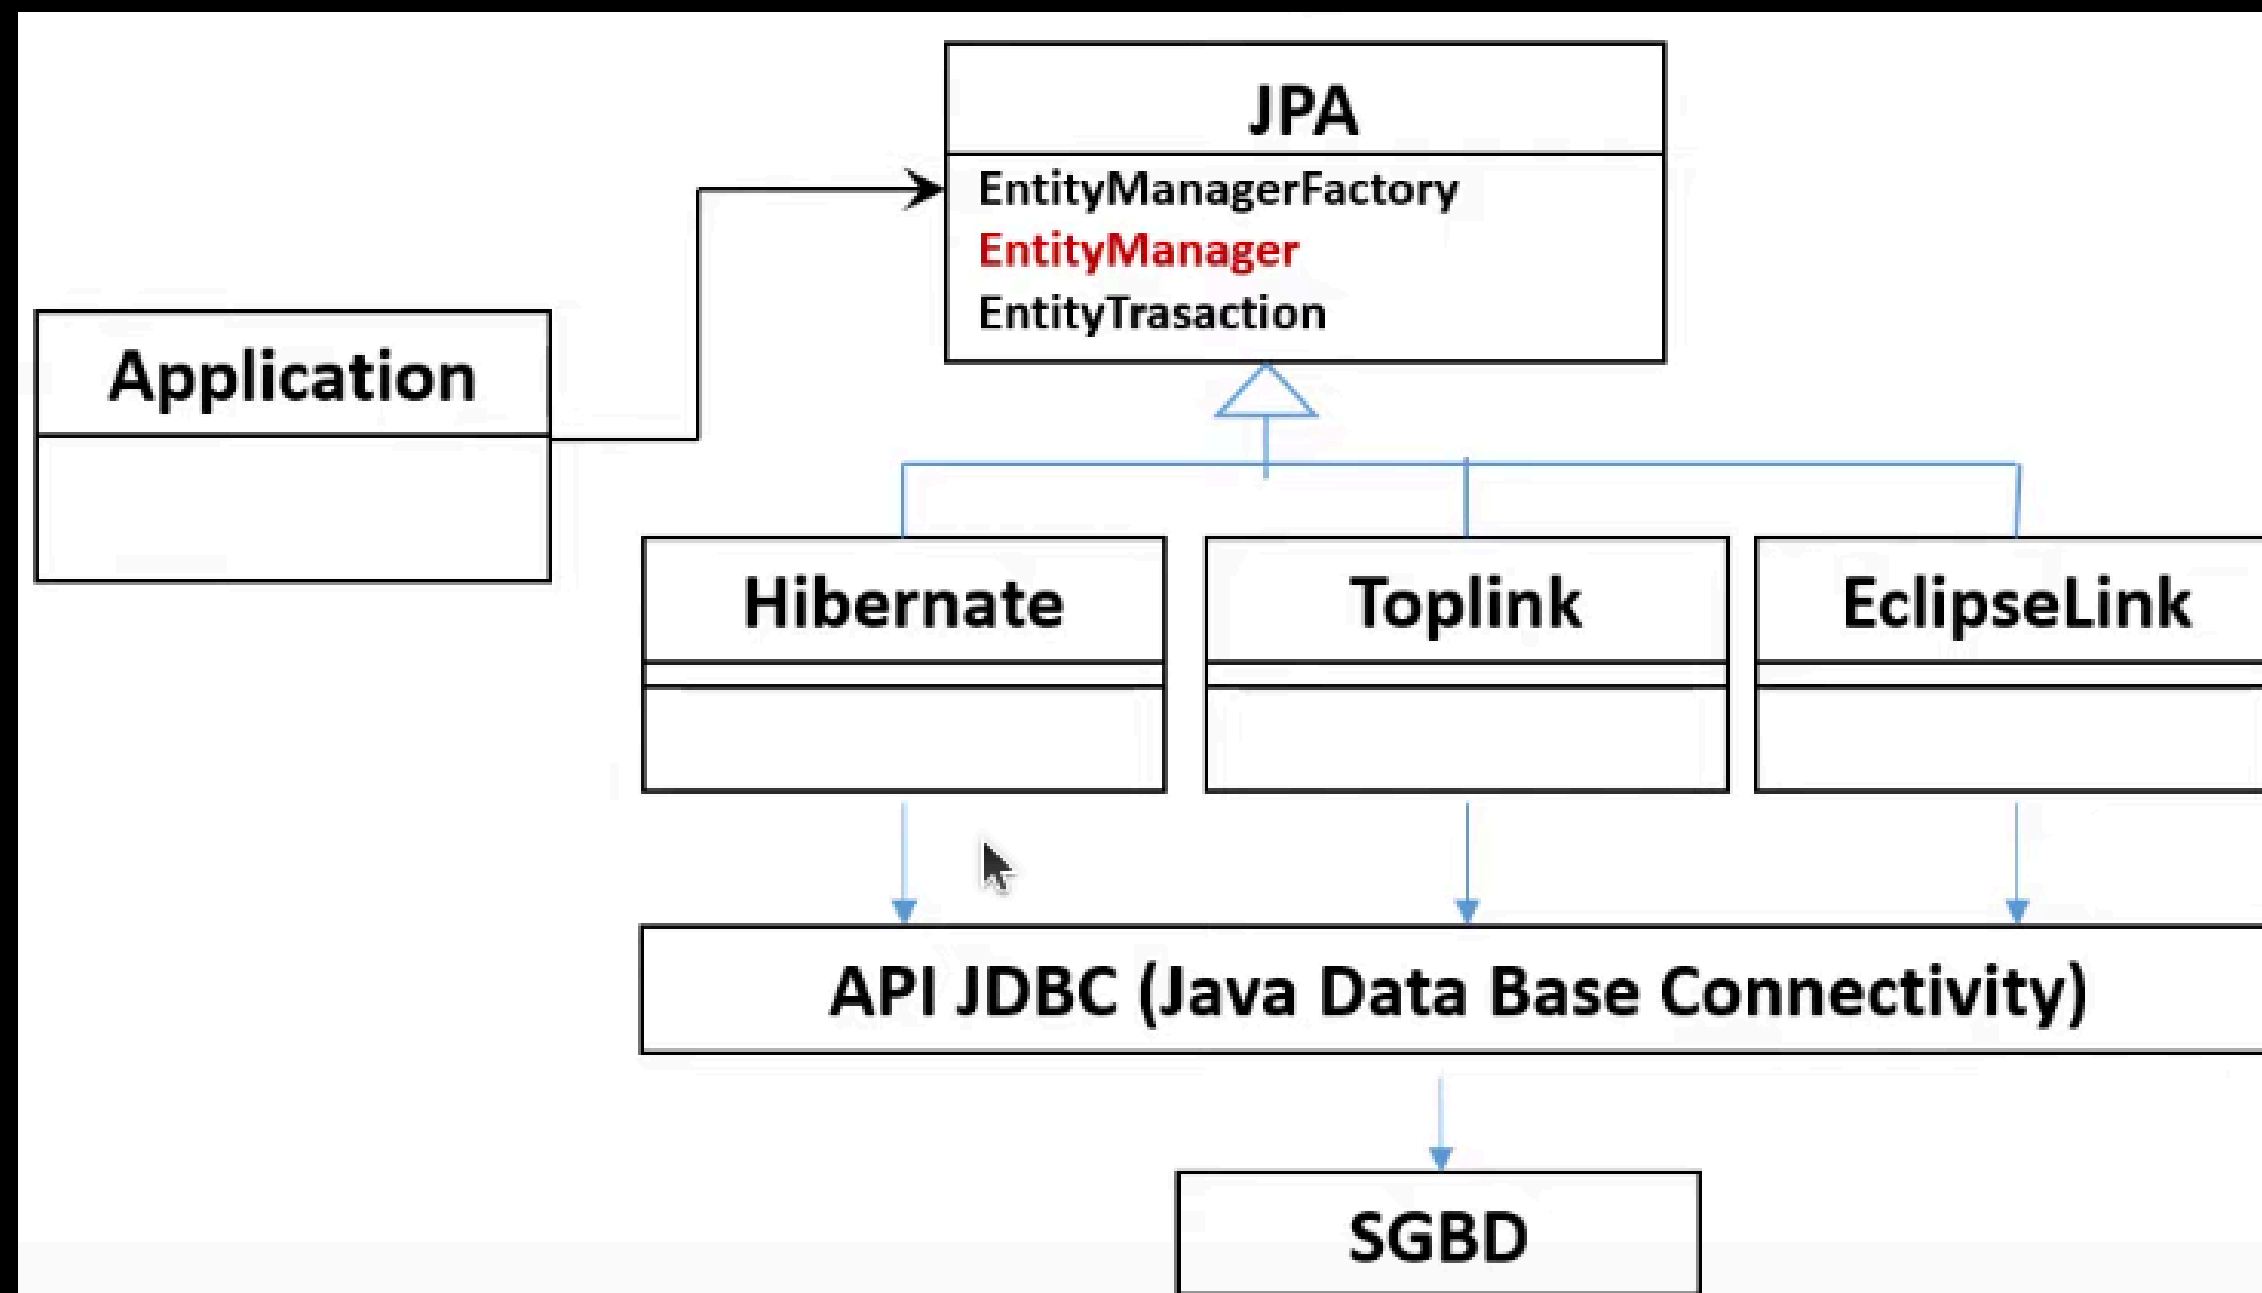 JPA
EntityManagerFactory
EntityManager
EntityTrasaction
Application
Hibernate
Toplink
EclipseLink
API JDBC (Java Data Base Connectivity)
SGBD